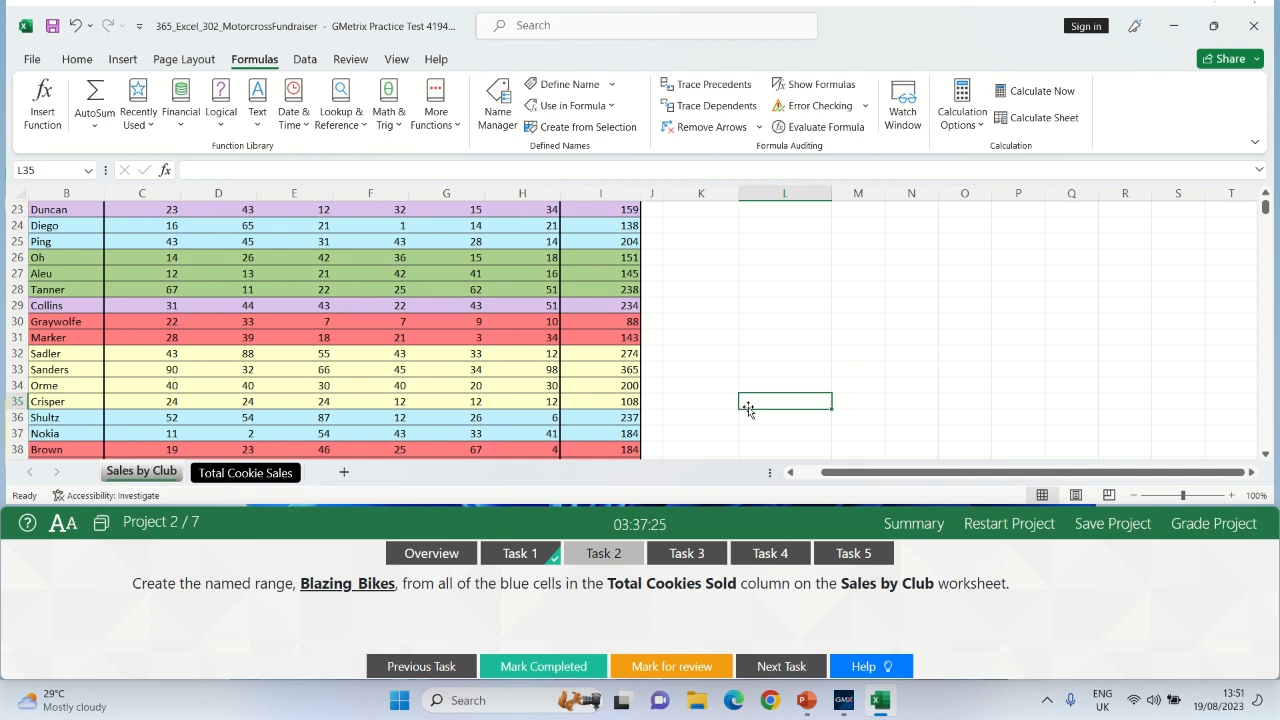 365_Excel_302_MotorcrossFundraiser - GMetrix Practice Test 4194... Search Sign in
File Home Insert Page Layout Formulas Data Review View Help Share
fx Insert Function AutoSum Recently Used Financial Logical Text Date & Time Lookup & Reference Math & Trig More Functions
Function Library
Name Manager
Define Name
Use in Formula
Create from Selection
Defined Names
Trace Precedents Show Formulas
Trace Dependents Error Checking
Remove Arrows Evaluate Formula
Formula Auditing
Watch Window
Calculation Options
Calculate Now
Calculate Sheet
Calculation
L35 fx
B C D E F G H I J K L M N O P Q R S T
23 Duncan 23 43 12 32 15 34 159
24 Diego 16 65 21 1 14 21 138
25 Ping 43 45 31 43 28 14 204
26 Oh 14 26 42 36 15 18 151
27 Aleu 12 13 21 42 41 16 145
28 Tanner 67 11 22 25 62 51 238
29 Collins 31 44 43 22 43 51 234
30 Graywolfe 22 33 7 7 9 10 88
31 Marker 28 39 18 21 3 34 143
32 Sadler 43 88 55 43 33 12 274
33 Sanders 90 32 66 45 34 98 365
34 Orme 40 40 30 40 20 30 200
35 Crisper 24 24 24 12 12 12 108
36 Shultz 52 54 87 12 26 6 237
37 Nokia 11 2 54 43 33 41 184
38 Brown 19 23 46 25 67 4 184
Sales by Club Total Cookie Sales
Ready Accessibility: Investigate 100%
AA Project 2 / 7 03:37:25 Summary Restart Project Save Project Grade Project
Overview Task 1 Task 2 Task 3 Task 4 Task 5
Create the named range, Blazing_Bikes, from all of the blue cells in the Total Cookies Sold column on the Sales by Club worksheet.
Previous Task Mark Completed Mark for review Next Task Help
29°C
Mostly cloudy
Search
GMX
ENG
UK
13:51
19/08/2023